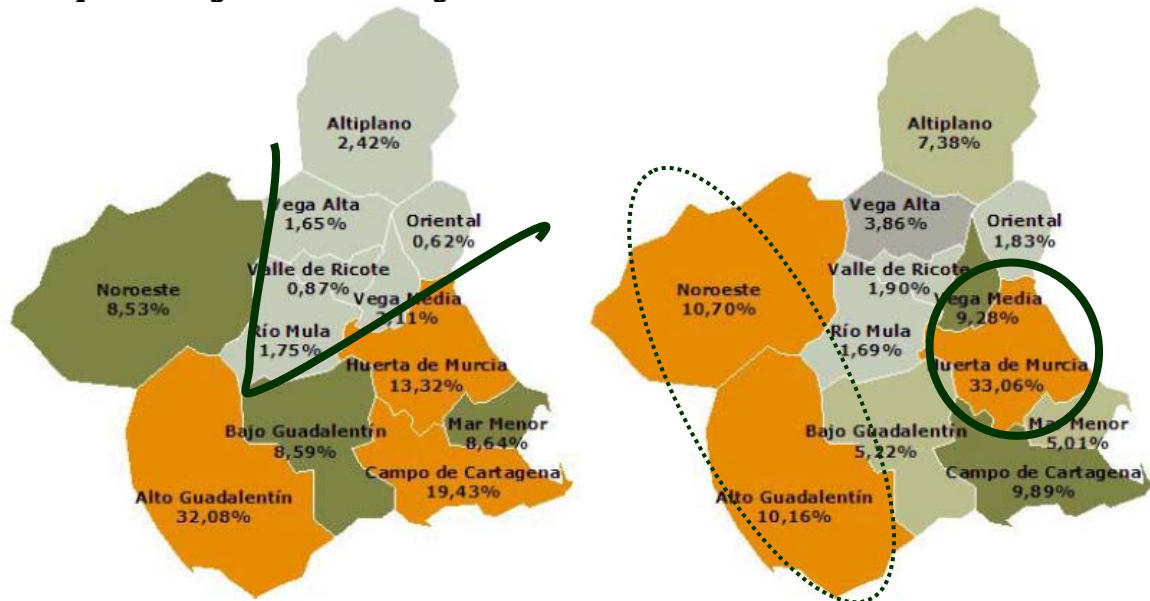 Altiplano
2,42%
Vega Alta
1,65%
Oriental
0,62%
Valle de Ricote
0,87%
Noroeste
8,53%
Vega Media
Río Mula
1,75%
Huerta de Murcia
13,32%
Mar Menor
8,64%
Bajo Guadalentín
8,59%
Campo de Cartagena
19,43%
Alto Guadalentín
32,08%
Altiplano
7,38%
Vega Alta
3,86%
Oriental
1,83%
Valle de Ricote
1,90%
Noroeste
10,70%
Vega Media
9,28%
Río Mula
1,69%
Huerta de Murcia
33,06%
Mar Menor
5,01%
Bajo Guadalentín
5,22%
Campo de Cartagena
9,89%
Alto Guadalentín
10,16%